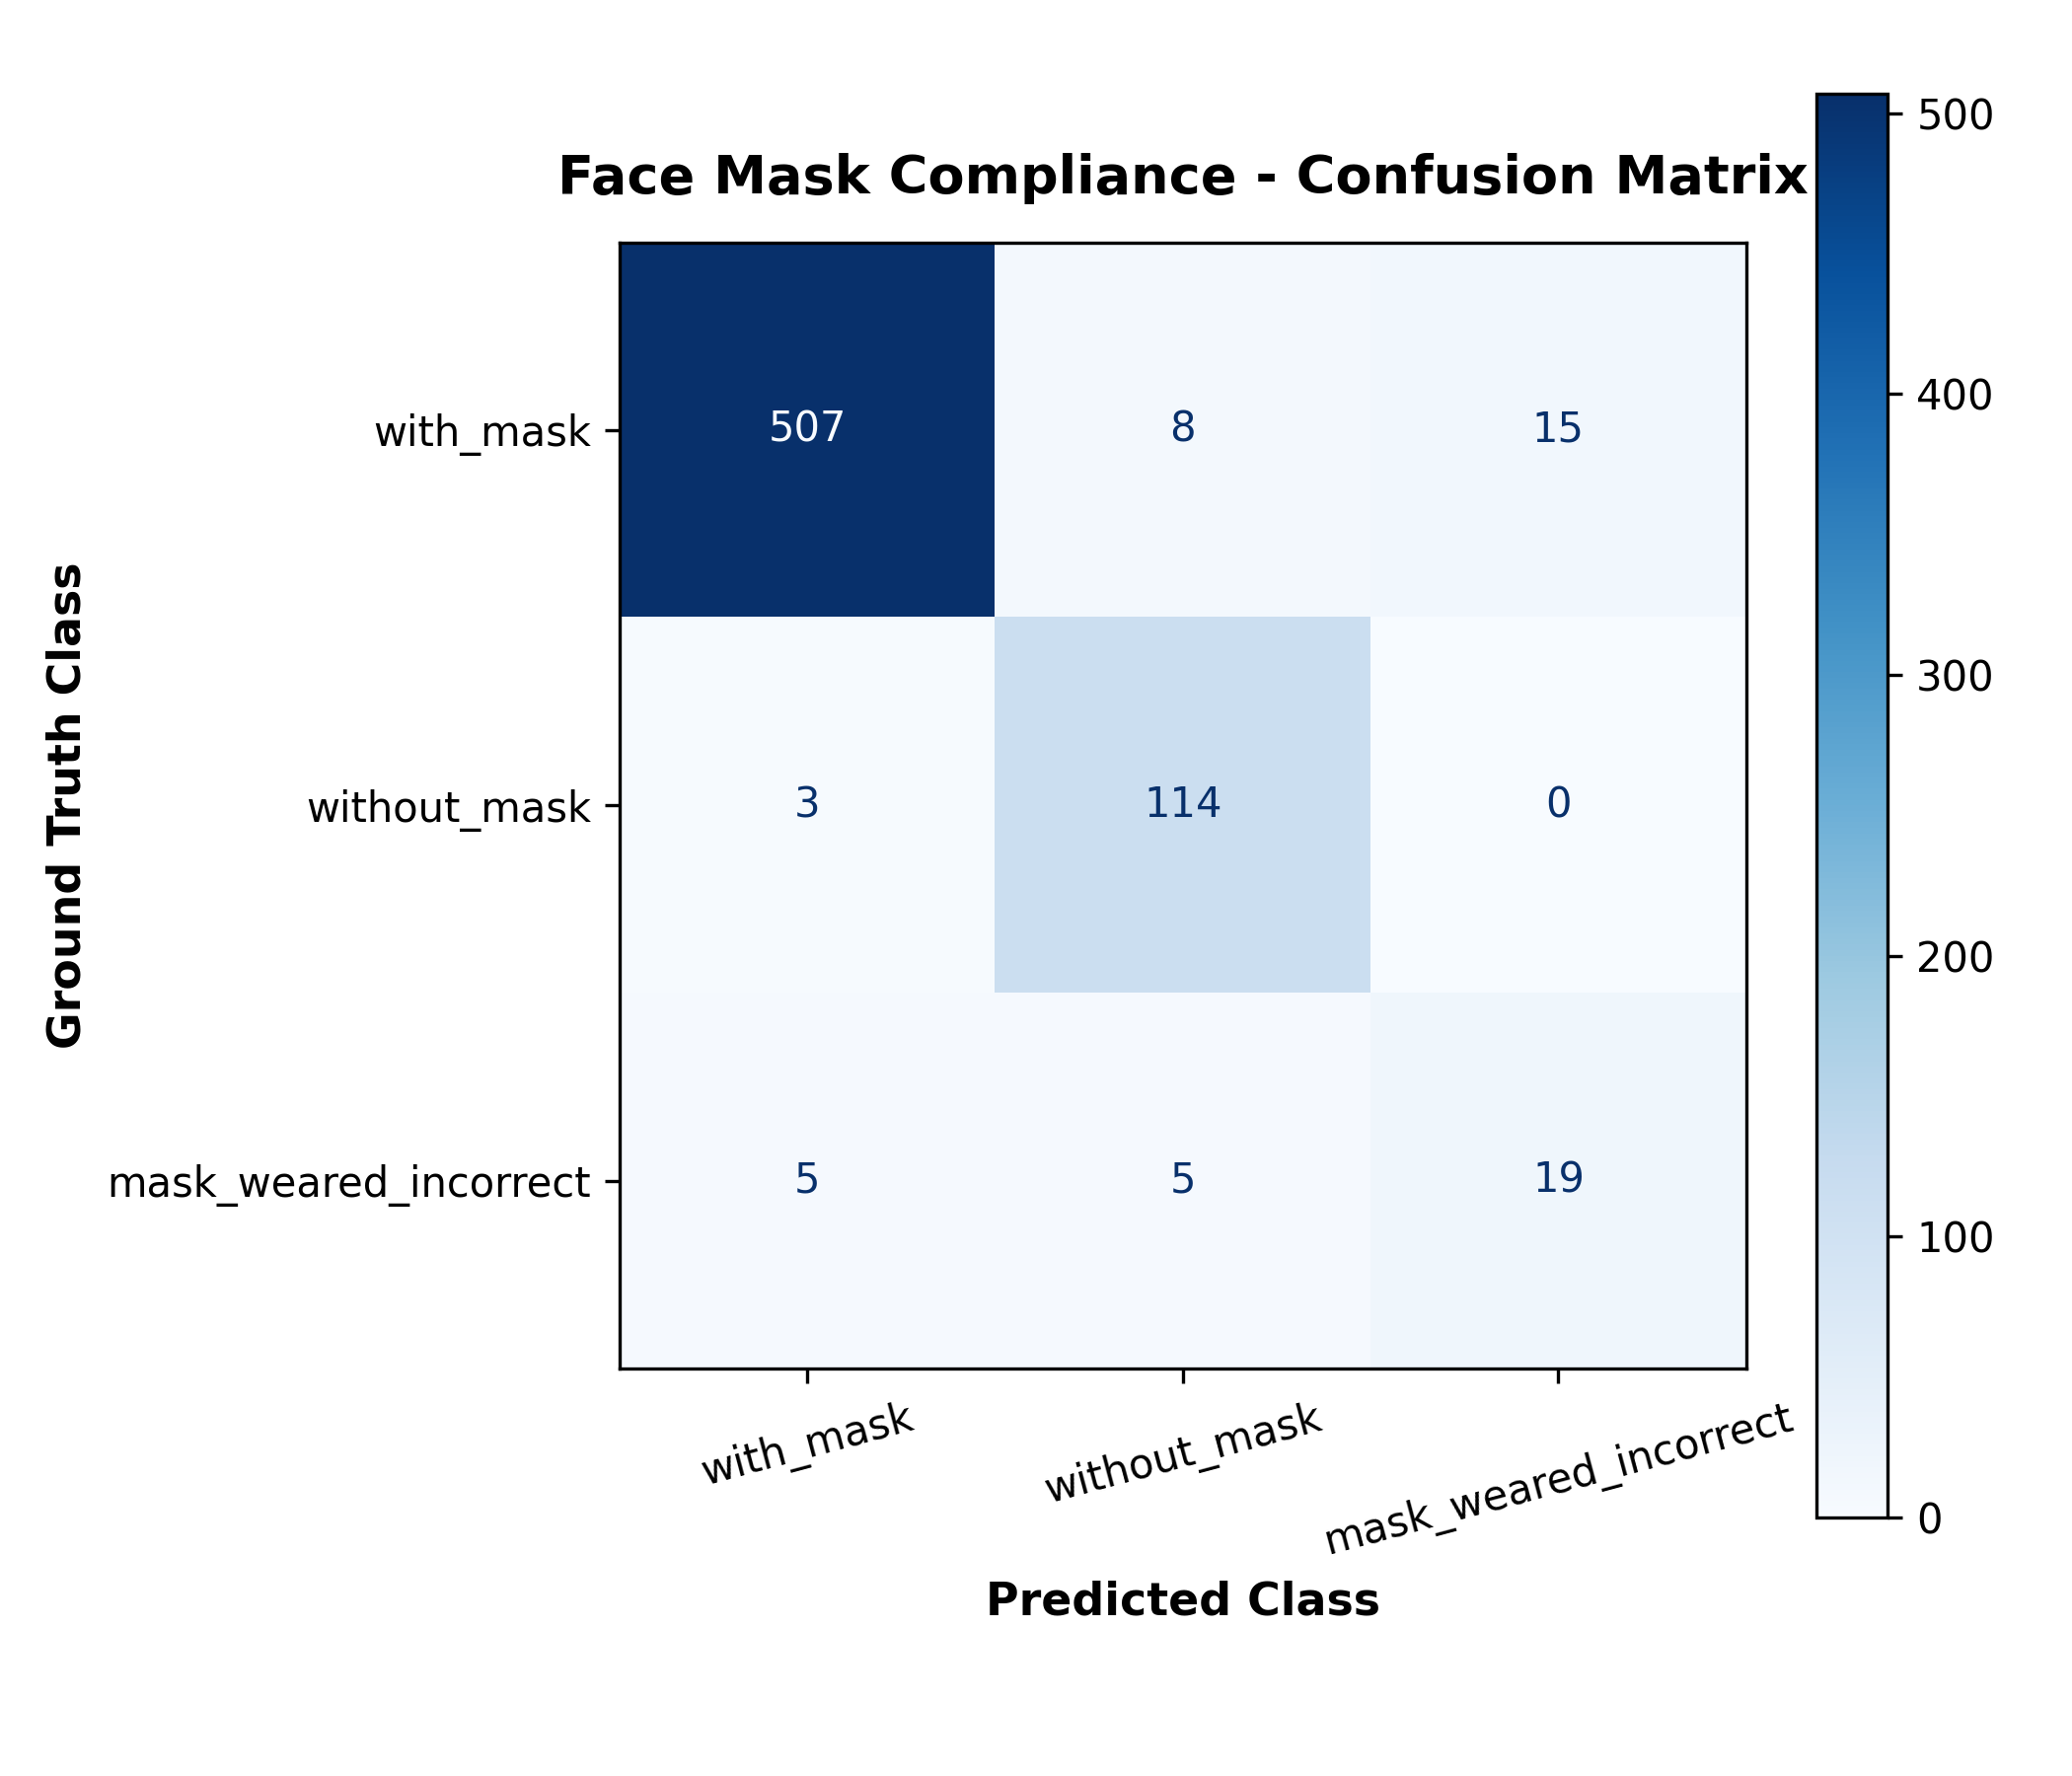 Face Mask Compliance - Confusion Matrix
Ground Truth Class
with_mask
507 8 15
without_mask
3 114 0
mask_weared_incorrect
5 5 19
with_mask
without_mask
mask_weared_incorrect
Predicted Class
500
400
300
200
100
0